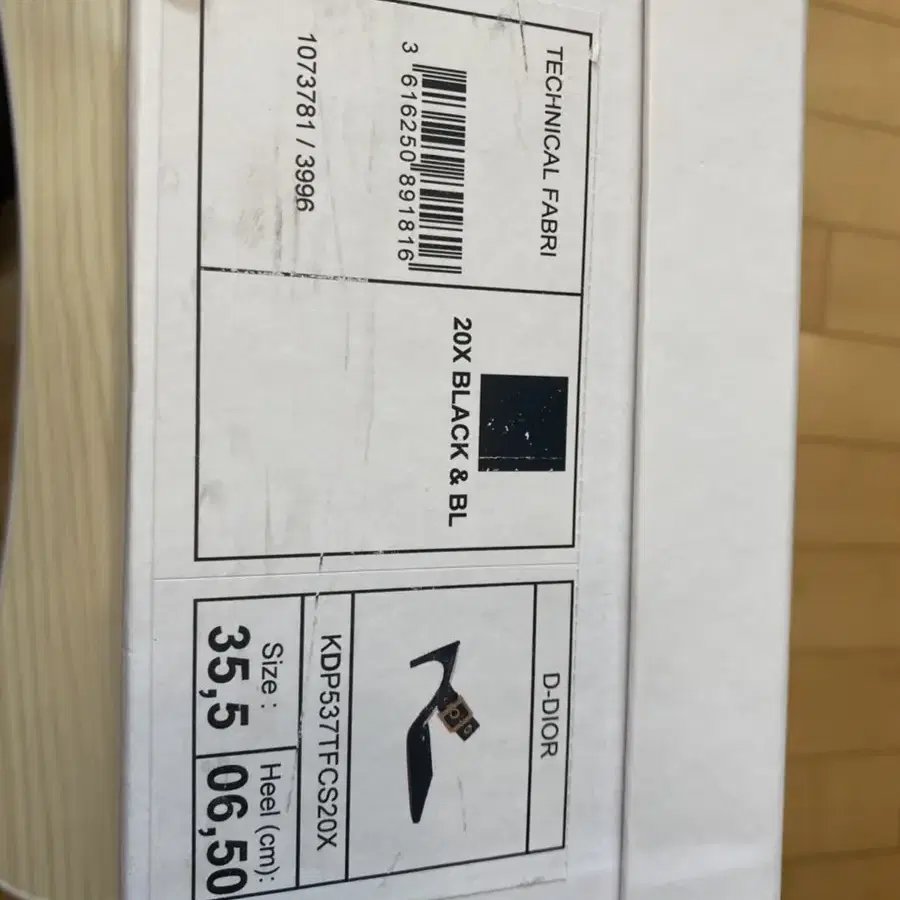 TECHNICAL FABRI
3 616250 891816
1073781 / 3996
20X BLACK & BL
D-DIOR
KDP537TFCS20X
Size :
35,5
Heel (cm):
06,50